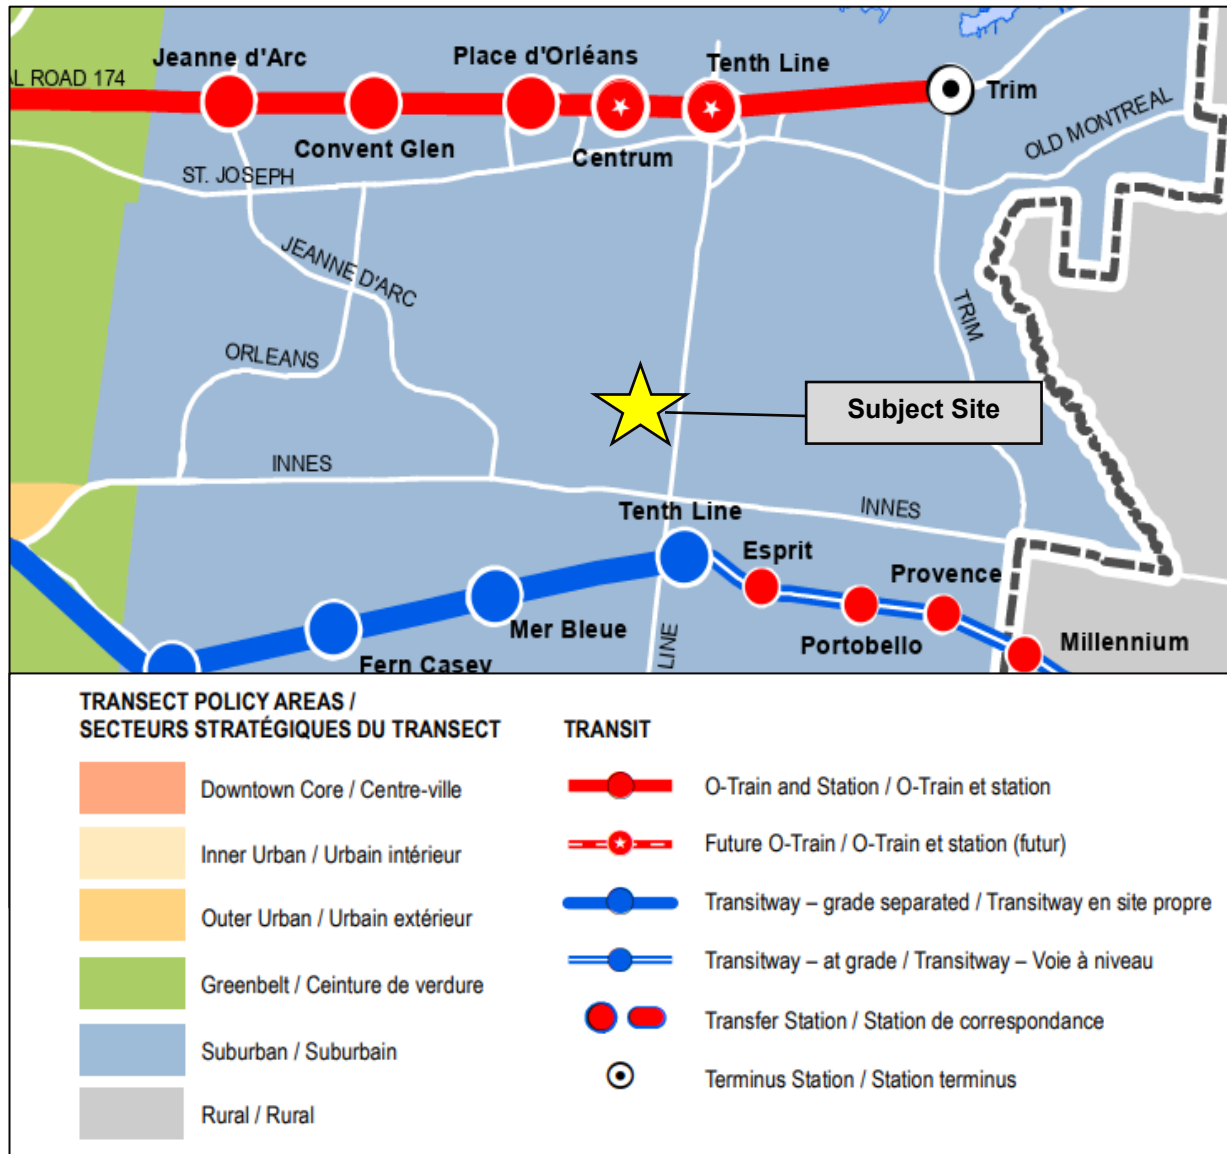 Jeanne d'Arc
Place d'Orléans
Tenth Line
AL ROAD 174
Trim
Convent Glen
Centrum
OLD MONTREAL
ST. JOSEPH
JEANNE D'ARC
TRIM
ORLEANS
Subject Site
INNES
INNES
Tenth Line
Esprit
Provence
Mer Bleue
LINE
Portobello
Millennium
Fern Casey
TRANSECT POLICY AREAS /
SECTEURS STRATÉGIQUES DU TRANSECT
Downtown Core / Centre-ville
Inner Urban / Urbain intérieur
Outer Urban / Urbain extérieur
Greenbelt / Ceinture de verdure
Suburban / Suburbain
Rural / Rural
TRANSIT
O-Train and Station / O-Train et station
Future O-Train / O-Train et station (futur)
Transitway – grade separated / Transitway en site propre
Transitway – at grade / Transitway – Voie à niveau
Transfer Station / Station de correspondance
Terminus Station / Station terminus